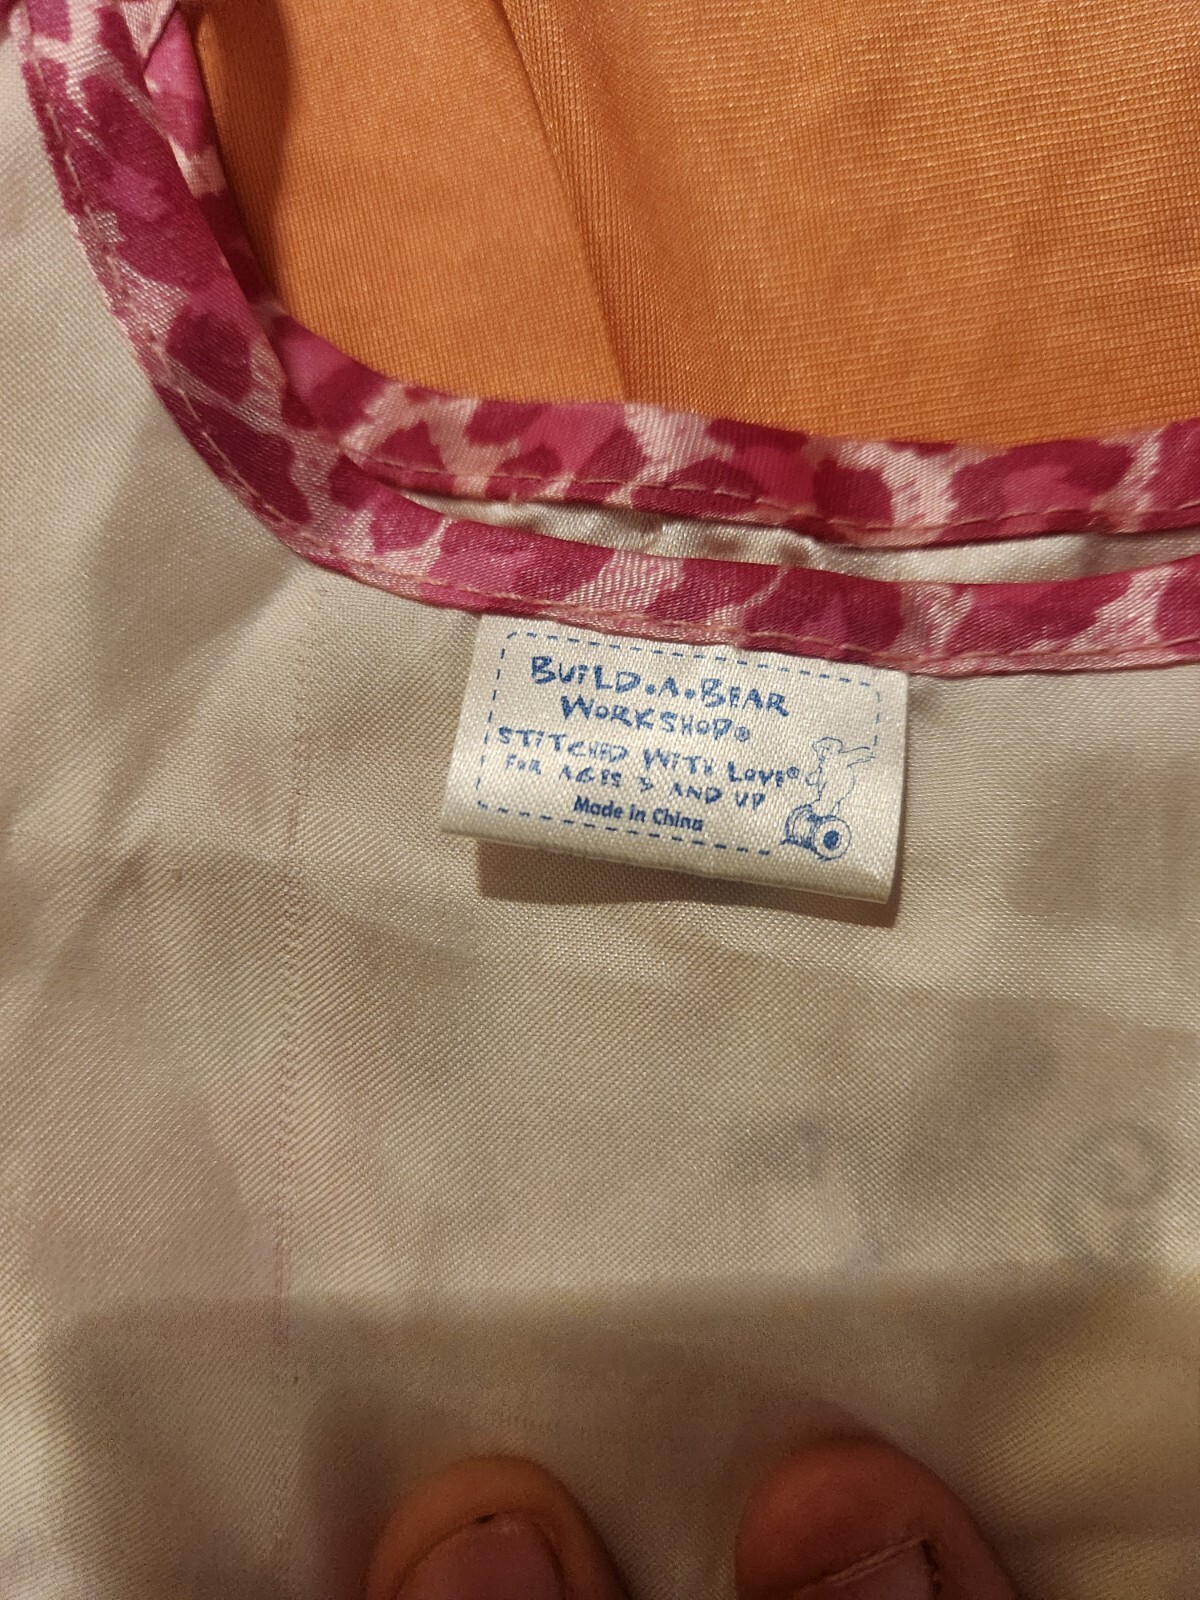 BUILD.A.BEAR
WORKSHOP®
STITCHED WITH LOVE®
FOR AGES 3 AND UP
Made in China